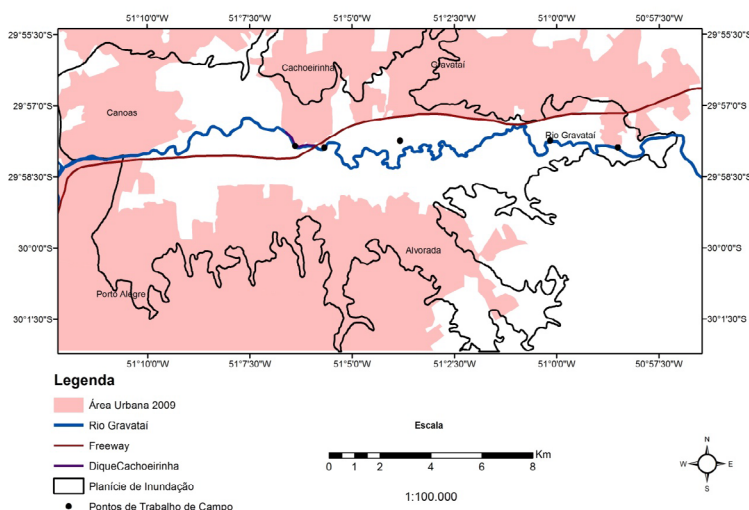 51°10'W 51°7'30"W 51°5'0"W 51°2'30"W 51°0'0"W 50°57'30"W
29°55'30"S 29°55'30"S
Cachoeirinha Gravataí
29°57'0"S 29°57'0"S
Canoas
Rio Gravataí
29°58'30"S 29°58'30"S
30°0'0"S 30°0'0"S
Alvorada
Porto Alegre
30°1'30"S 30°1'30"S
51°10'W 51°7'30"W 51°5'0"W 51°2'30"W 51°0'0"W 50°57'30"W
Legenda
Área Urbana 2009
Rio Gravataí
Freeway
DiqueCachoeirinha
Planície de Inundação
Pontos de Trabalho de Campo
Escala
Km
0 1 2 4 6 8
1:100.000
N
W E
S